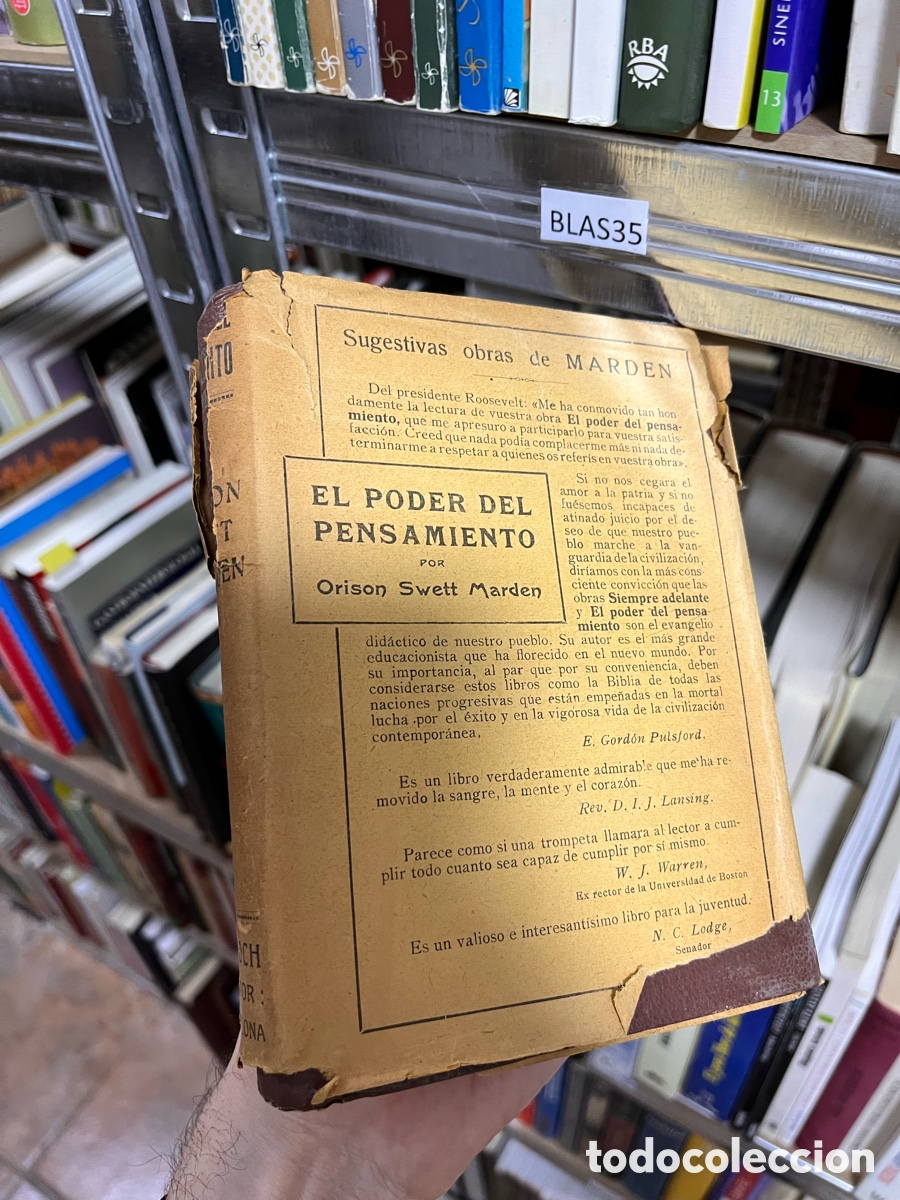 RBA
SINE
13
BLAS35
Sugestivas obras de MARDEN
Del presidente Roosevelt: «Me ha conmovido tan hon-
damente la lectura de vuestra obra El poder del pensa-
miento, que me apresuro a participarlo para vuestra satis-
facción. Creed que nada podía complacerme más ni nada de-
terminarme a respetar a quienes os referís en vuestra obra».
EL PODER DEL
PENSAMIENTO
POR
Orison Swett Marden
Si no nos cegara el
amor a la patria y si no
fuésemos incapaces de
atinado juicio por el de-
seo de que nuestro pue-
blo marche a la van-
guardia de la civilización,
diríamos con la más cons-
ciente convicción que las
obras Siempre adelante
y El poder del pensa-
miento son el evangelio
didáctico de nuestro pueblo. Su autor es el más grande
educacionista que ha florecido en el nuevo mundo. Por
su importancia, al par que por su conveniencia, deben
considerarse estos libros como la Biblia de todas las
naciones progresivas que están empeñadas en la mortal
lucha por el éxito y en la vigorosa vida de la civilización
contemporánea.
E. Gordón Pulsford.
Es un libro verdaderamente admirable que me ha re-
movido la sangre, la mente y el corazón.
Rev. D. I. J. Lansing.
Parece como si una trompeta llamara al lector a cum-
plir todo cuanto sea capaz de cumplir por sí mismo.
W. J. Warren,
Ex rector de la Universidad de Boston
Es un valioso e interesantísimo libro para la juventud.
N. C. Lodge,
Senador
ITO
ON
TT
EN
CH
OR:
ONA
todocoleccion